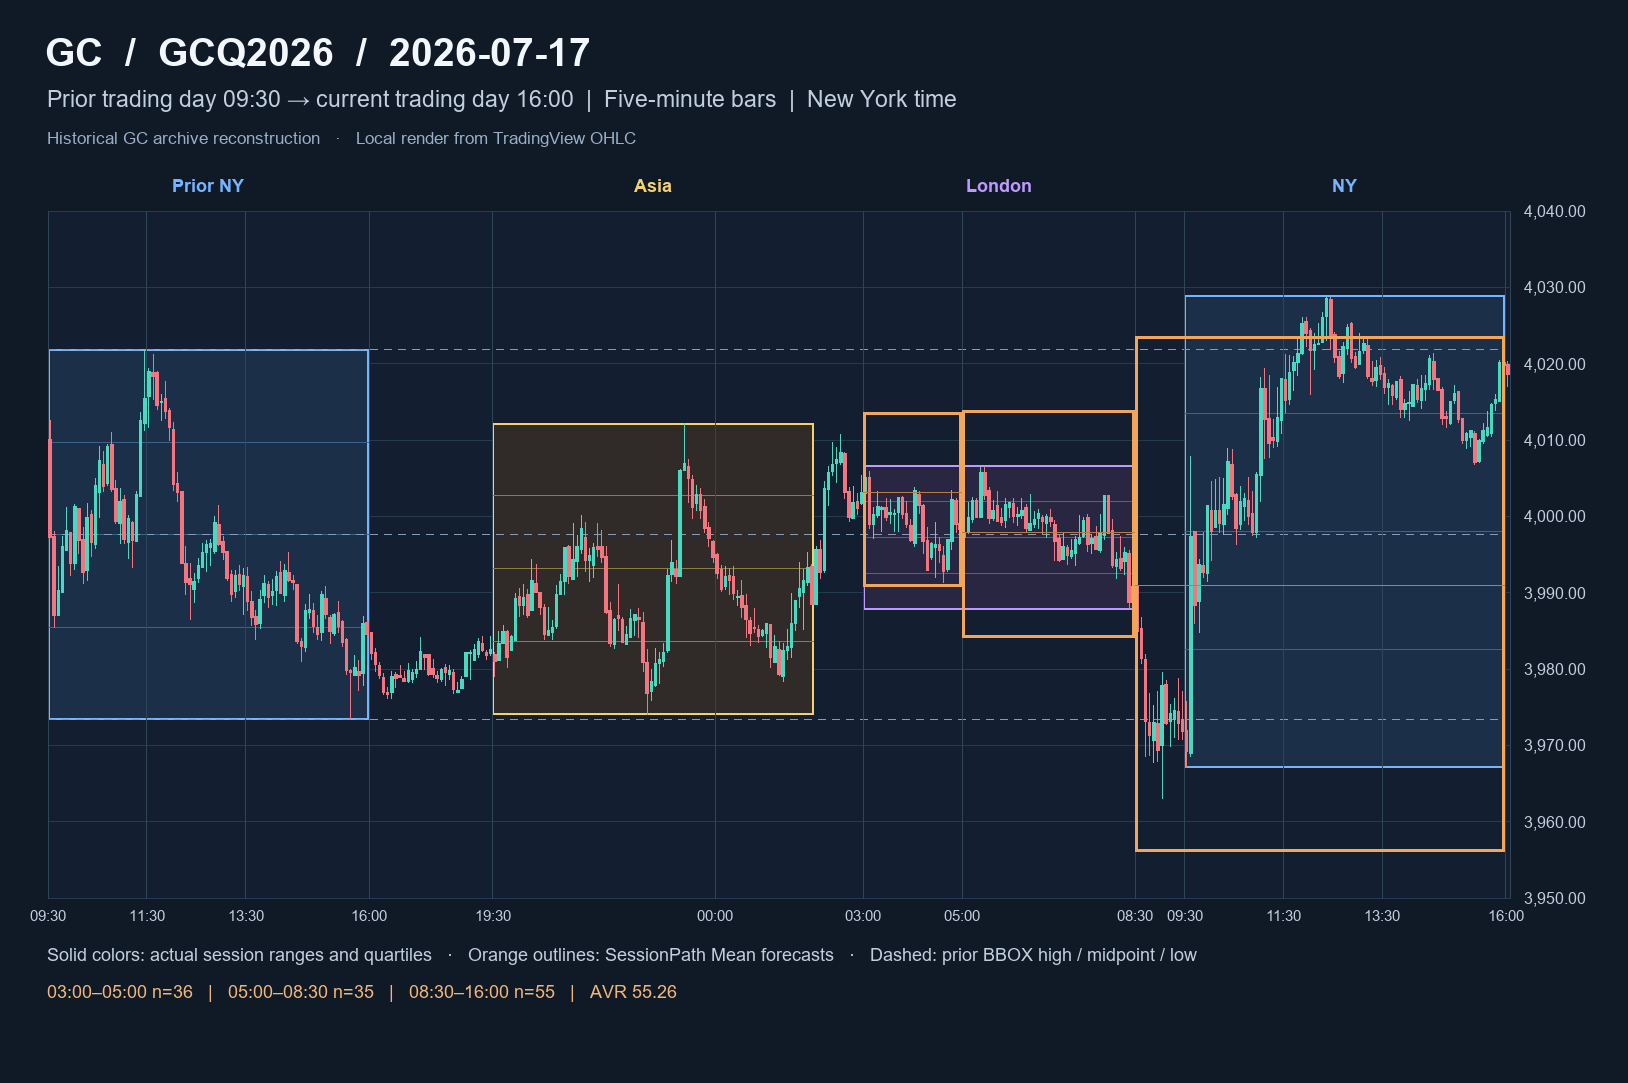 GC / GCQ2026 / 2026-07-17
Prior trading day 09:30 → current trading day 16:00 | Five-minute bars | New York time
Historical GC archive reconstruction · Local render from TradingView OHLC
Prior NY Asia London NY
4,040.00
4,030.00
4,020.00
4,010.00
4,000.00
3,990.00
3,980.00
3,970.00
3,960.00
3,950.00
09:30 11:30 13:30 16:00 19:30 00:00 03:00 05:00 08:30 09:30 11:30 13:30 16:00
Solid colors: actual session ranges and quartiles · Orange outlines: SessionPath Mean forecasts · Dashed: prior BBOX high / midpoint / low
03:00–05:00 n=36 | 05:00–08:30 n=35 | 08:30–16:00 n=55 | AVR 55.26